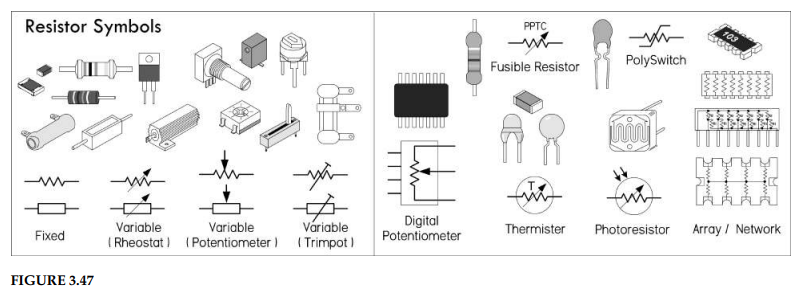 Resistor Symbols
Fixed
Variable
(Rheostat)
Variable
(Potentiometer)
Variable
(Trimpot)
PPTC
Fusible Resistor
PolySwitch
103
Digital
Potentiometer
T
Thermister
Photoresistor
Array / Network
FIGURE 3.47